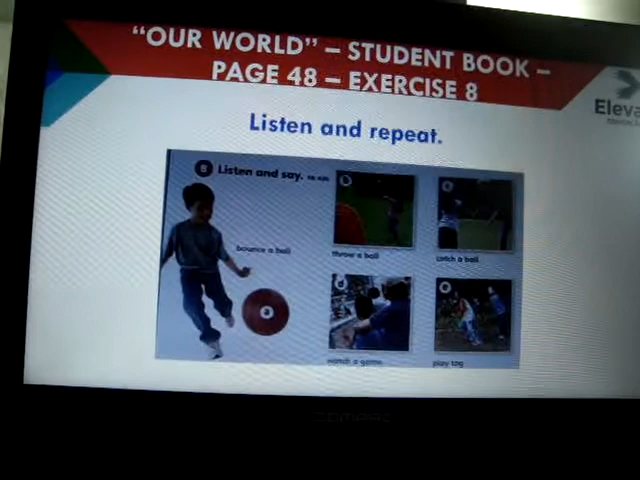 “OUR WORLD” – STUDENT BOOK –
PAGE 48 – EXERCISE 8
Eleva
Listen and repeat.
8 Listen and say.
a
bounce a ball
b
throw a ball
c
catch a ball
d
watch a game
e
play tag